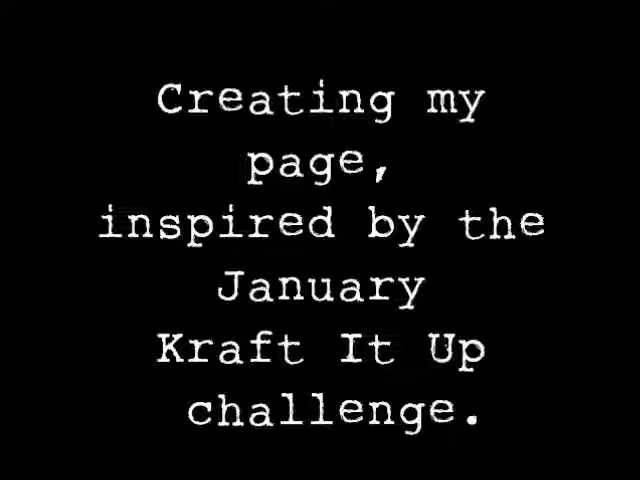 Creating my
page,
inspired by the
January
Kraft It Up
challenge.